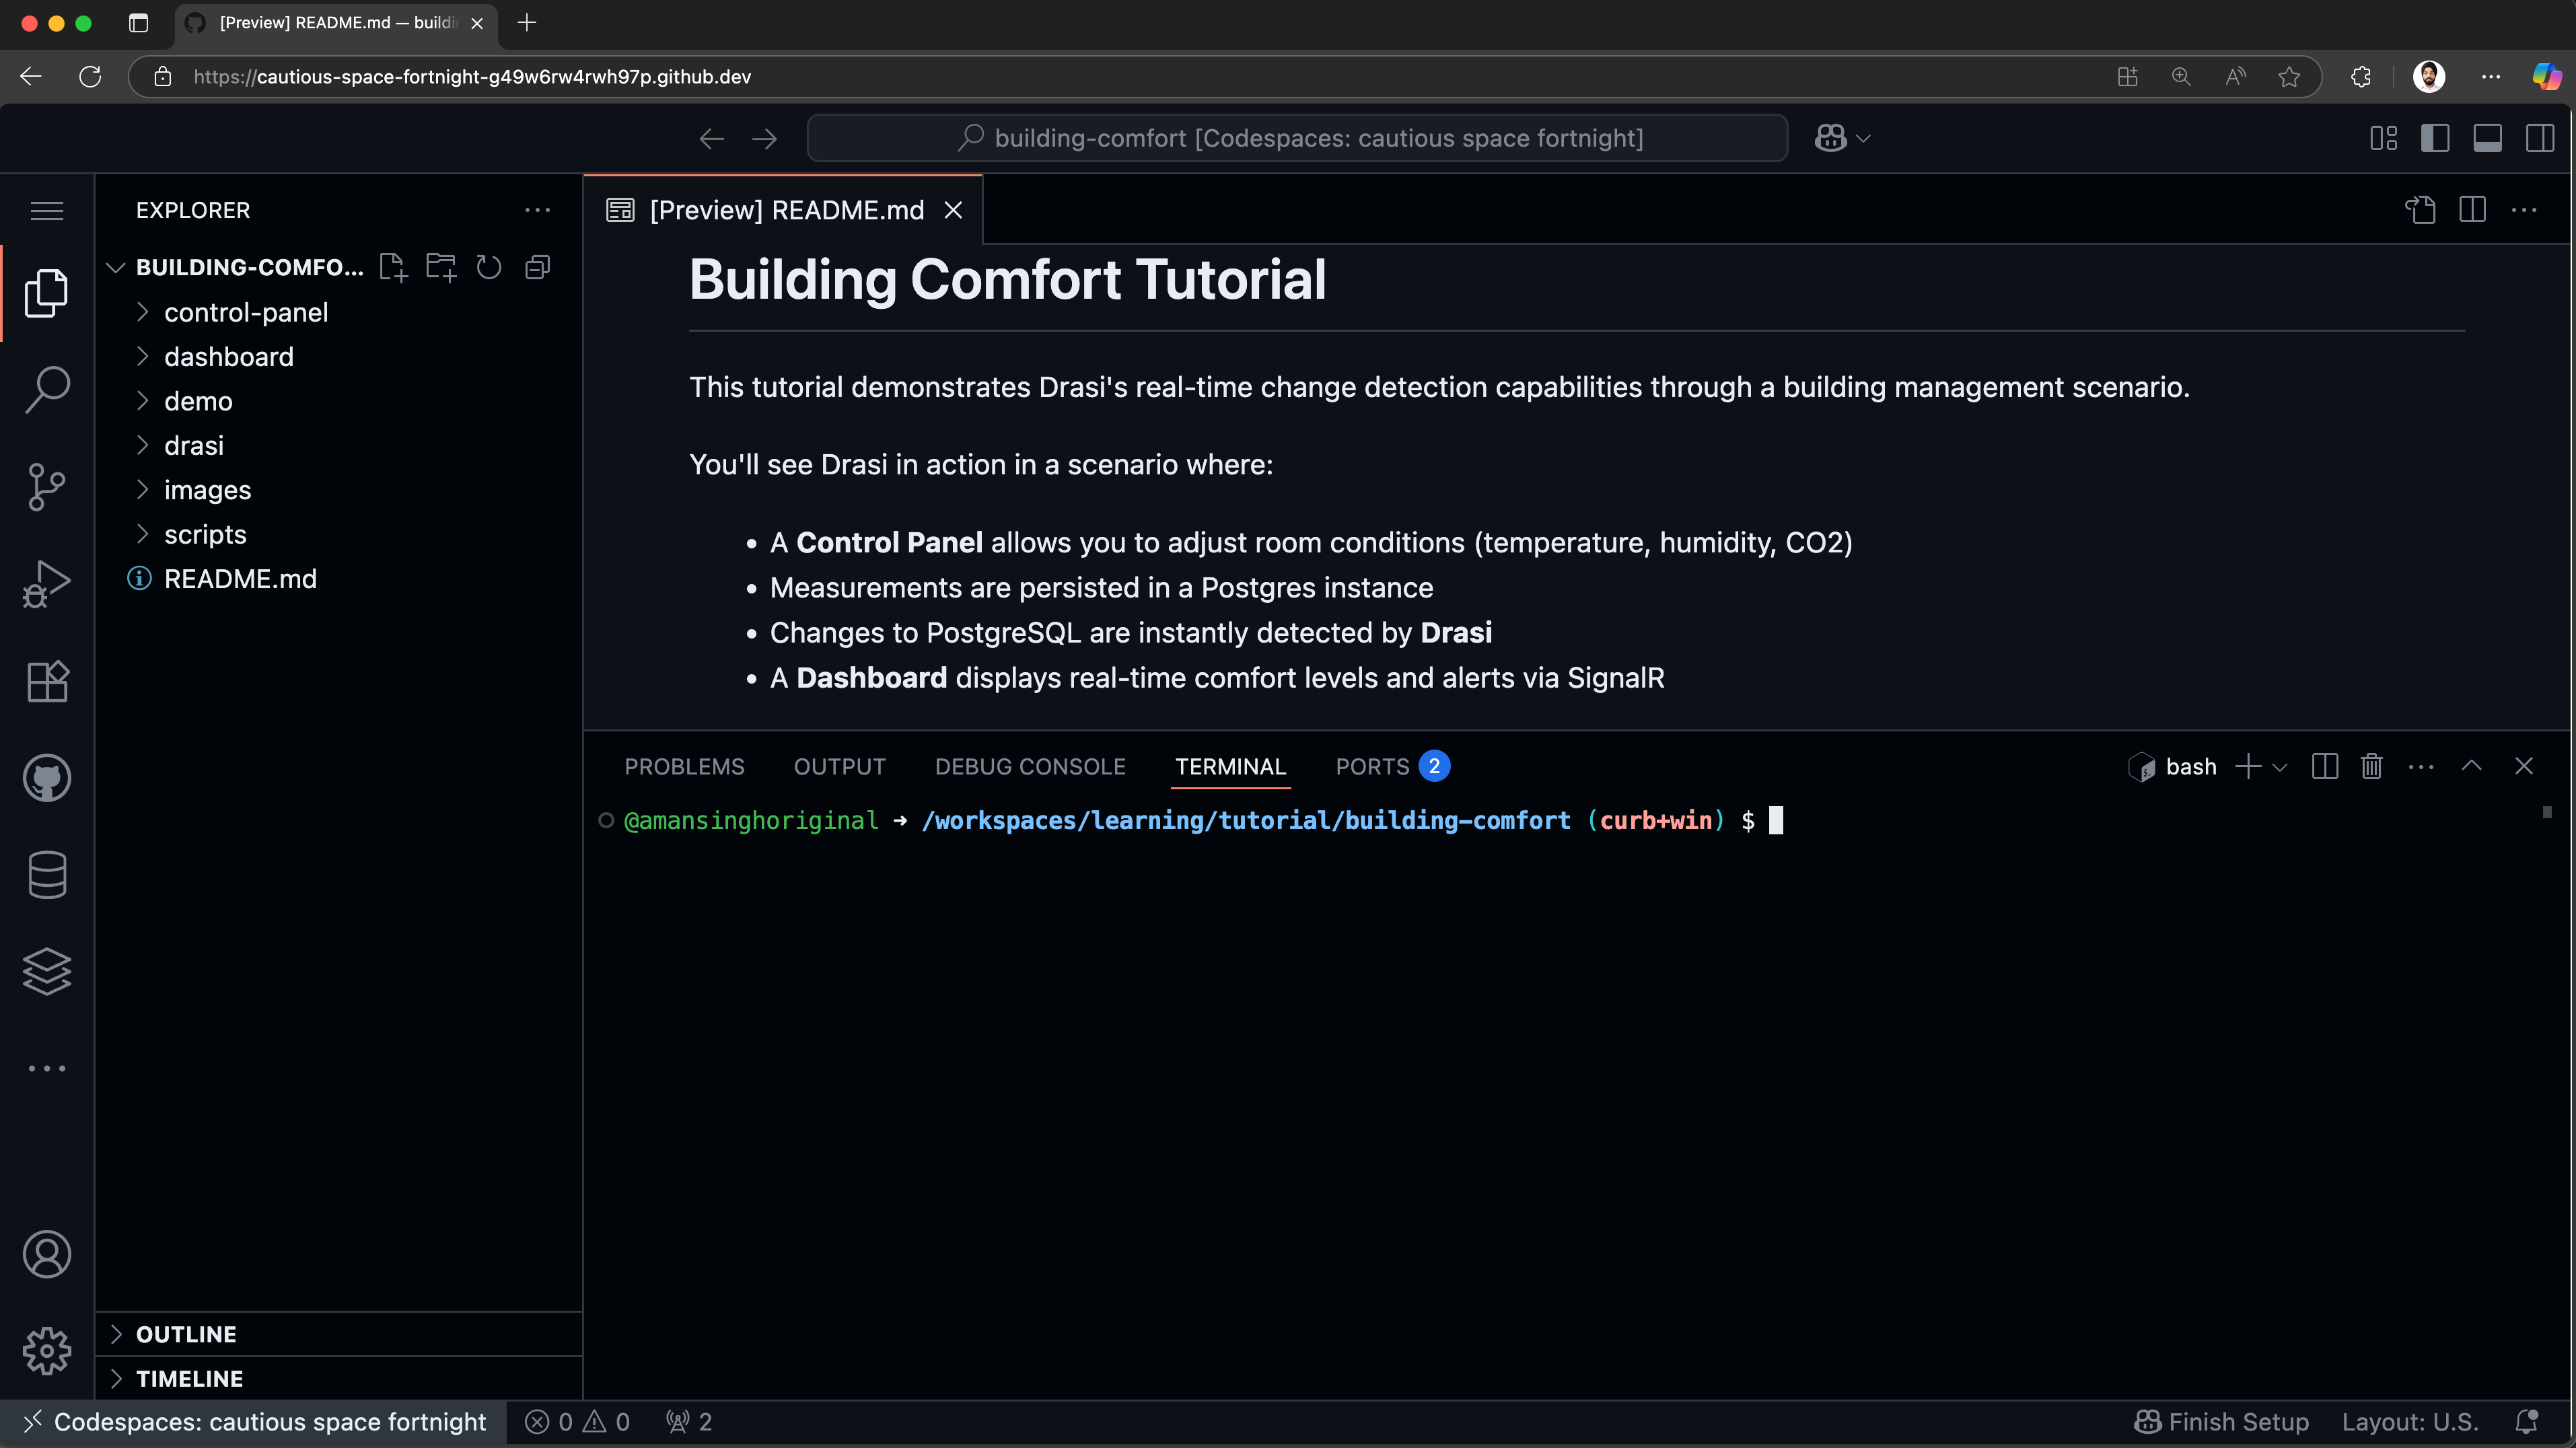 [Preview] README.md — buildi
https://cautious-space-fortnight-g49w6rw4rwh97p.github.dev
building-comfort [Codespaces: cautious space fortnight]
EXPLORER
BUILDING-COMFO...
control-panel
dashboard
demo
drasi
images
scripts
README.md
OUTLINE
TIMELINE
[Preview] README.md
Building Comfort Tutorial
This tutorial demonstrates Drasi's real-time change detection capabilities through a building management scenario.
You'll see Drasi in action in a scenario where:
• A Control Panel allows you to adjust room conditions (temperature, humidity, CO2)
• Measurements are persisted in a Postgres instance
• Changes to PostgreSQL are instantly detected by Drasi
• A Dashboard displays real-time comfort levels and alerts via SignalR
PROBLEMS OUTPUT DEBUG CONSOLE TERMINAL PORTS 2 bash
@amansinghoriginal → /workspaces/learning/tutorial/building-comfort (curb+win) $
Codespaces: cautious space fortnight 0 0 2 Finish Setup Layout: U.S.